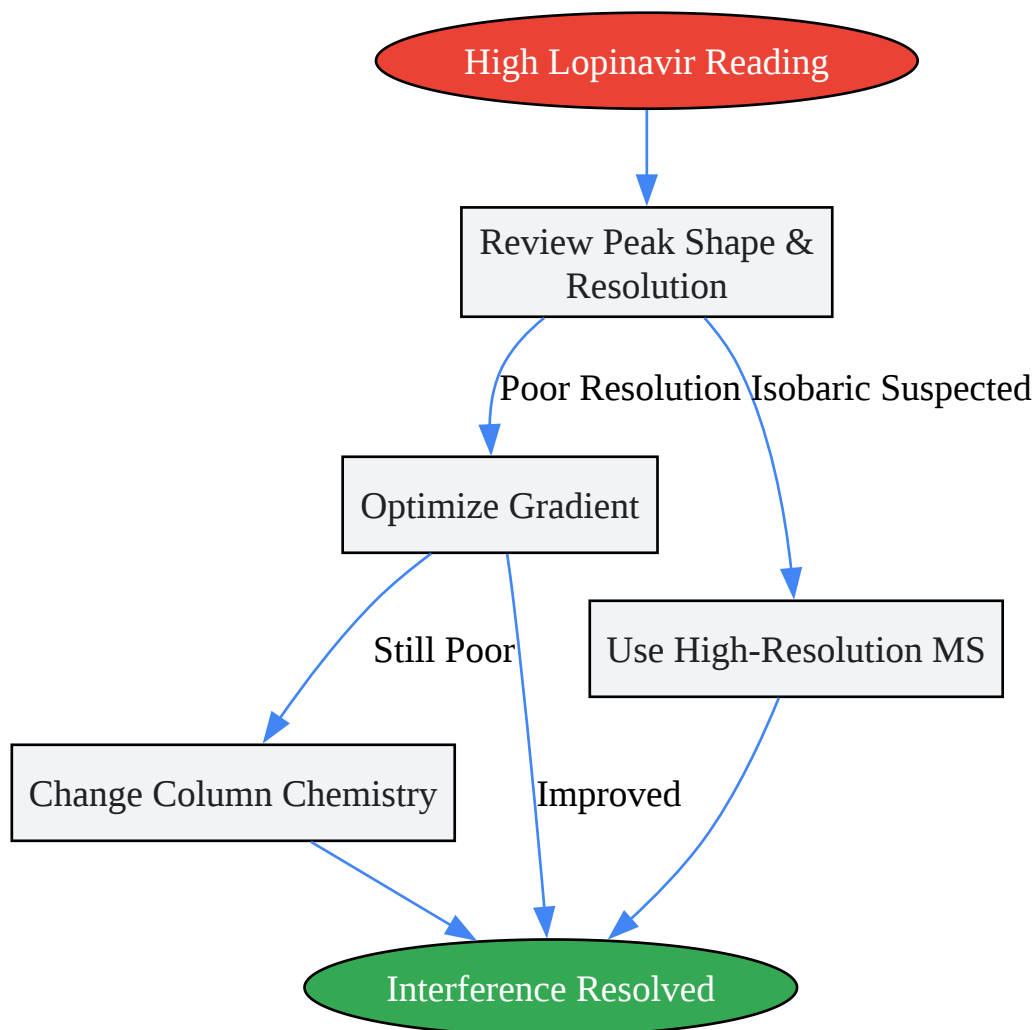 High Lopinavir Reading
Review Peak Shape &
Resolution
Poor Resolution
Isobaric Suspected
Optimize Gradient
Use High-Resolution MS
Still Poor
Change Column Chemistry
Improved
Interference Resolved